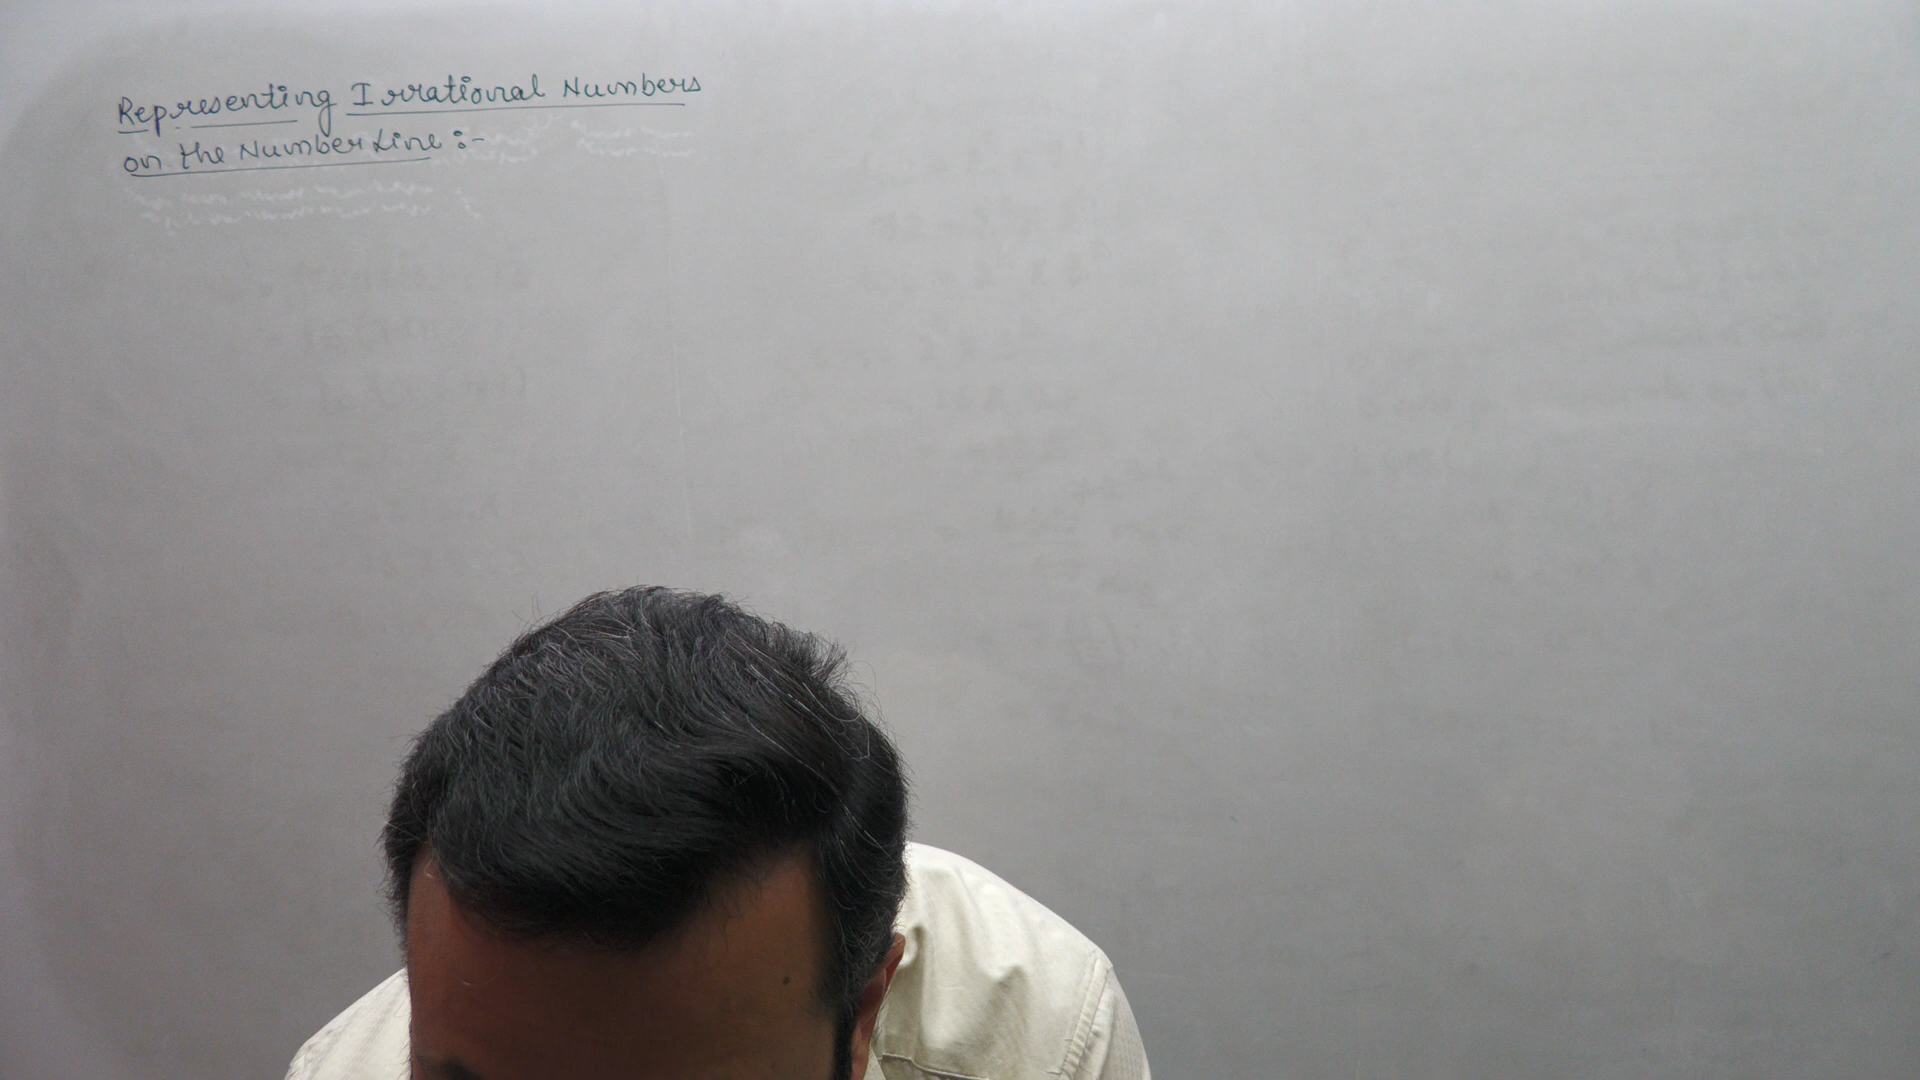 Representing Irrational Numbers
on the Number Line :-